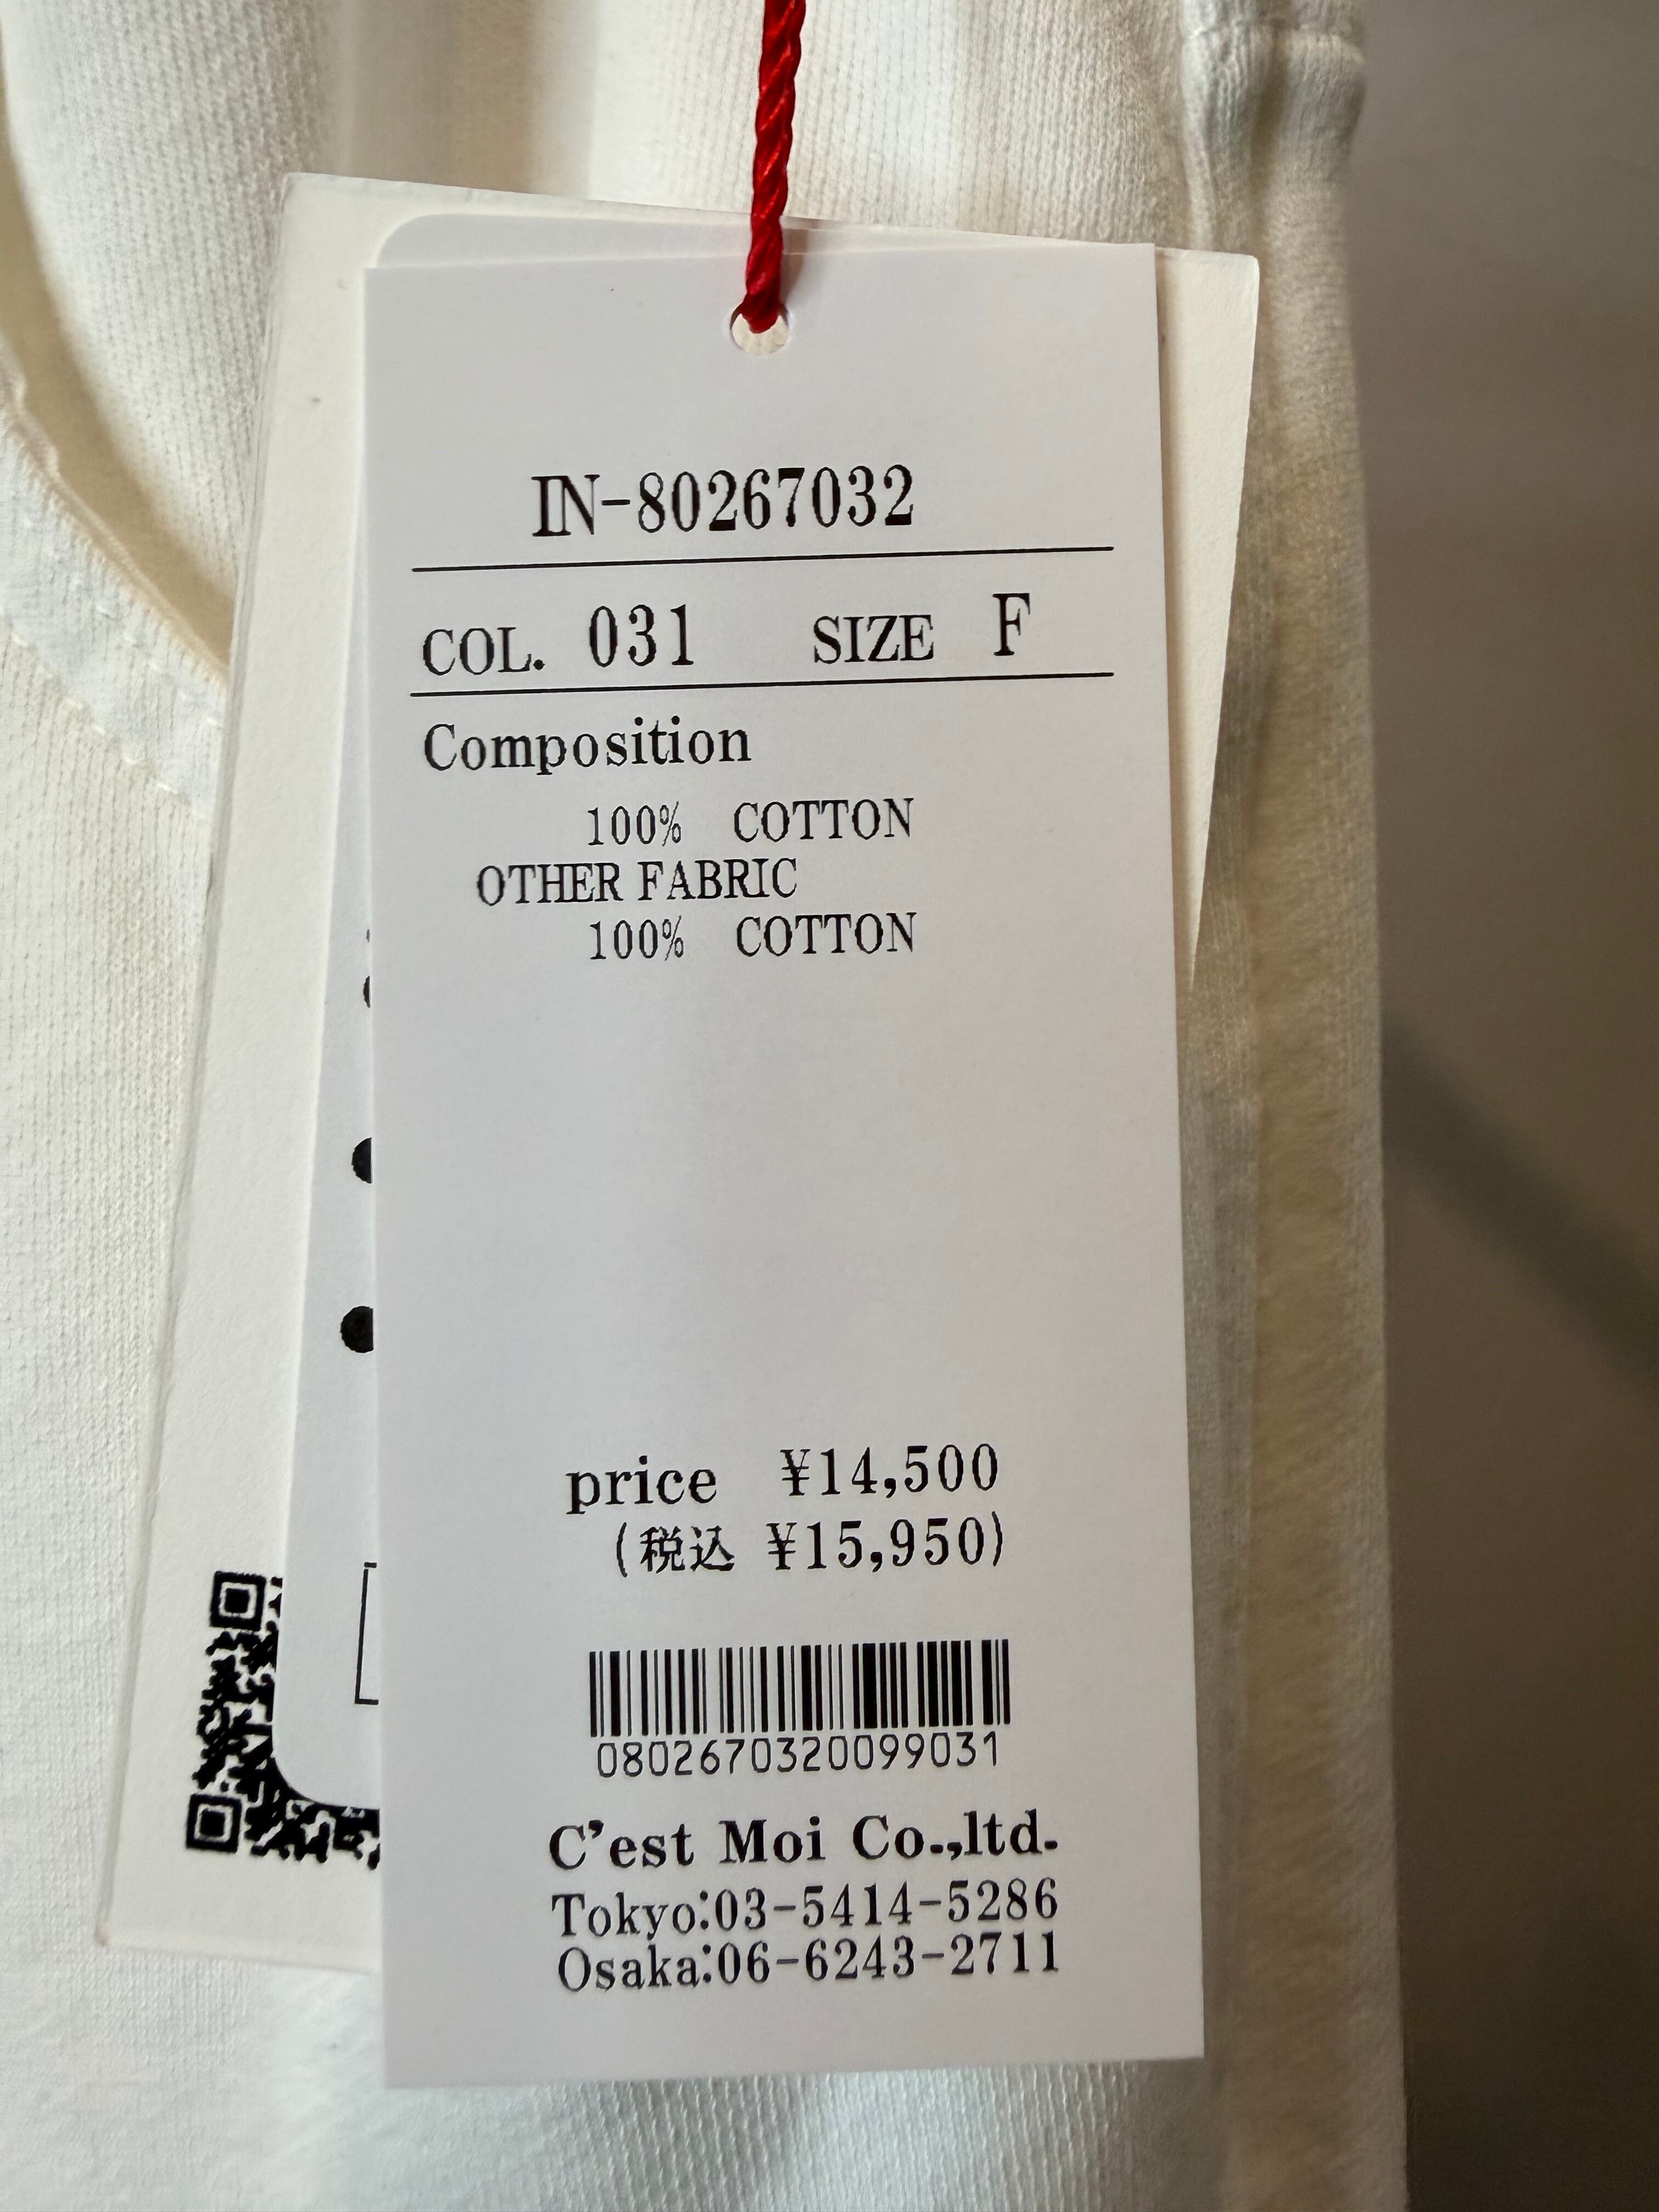 IN-80267032
COL. 031 SIZE F
Composition
100% COTTON
OTHER FABRIC
100% COTTON
price ¥14,500
(税込 ¥15,950)
0802670320099031
C'est Moi Co.,ltd.
Tokyo:03-5414-5286
Osaka:06-6243-2711